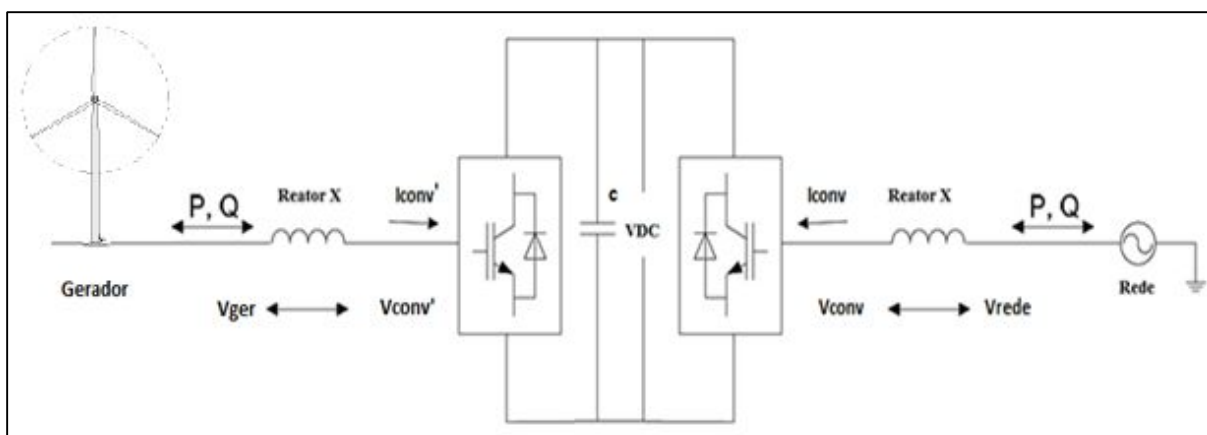 P, Q
Reator X
Iconv'
Gerador
Vger
Vconv'
c
VDC
Iconv
Reator X
P, Q
Vconv
Vrede
Rede